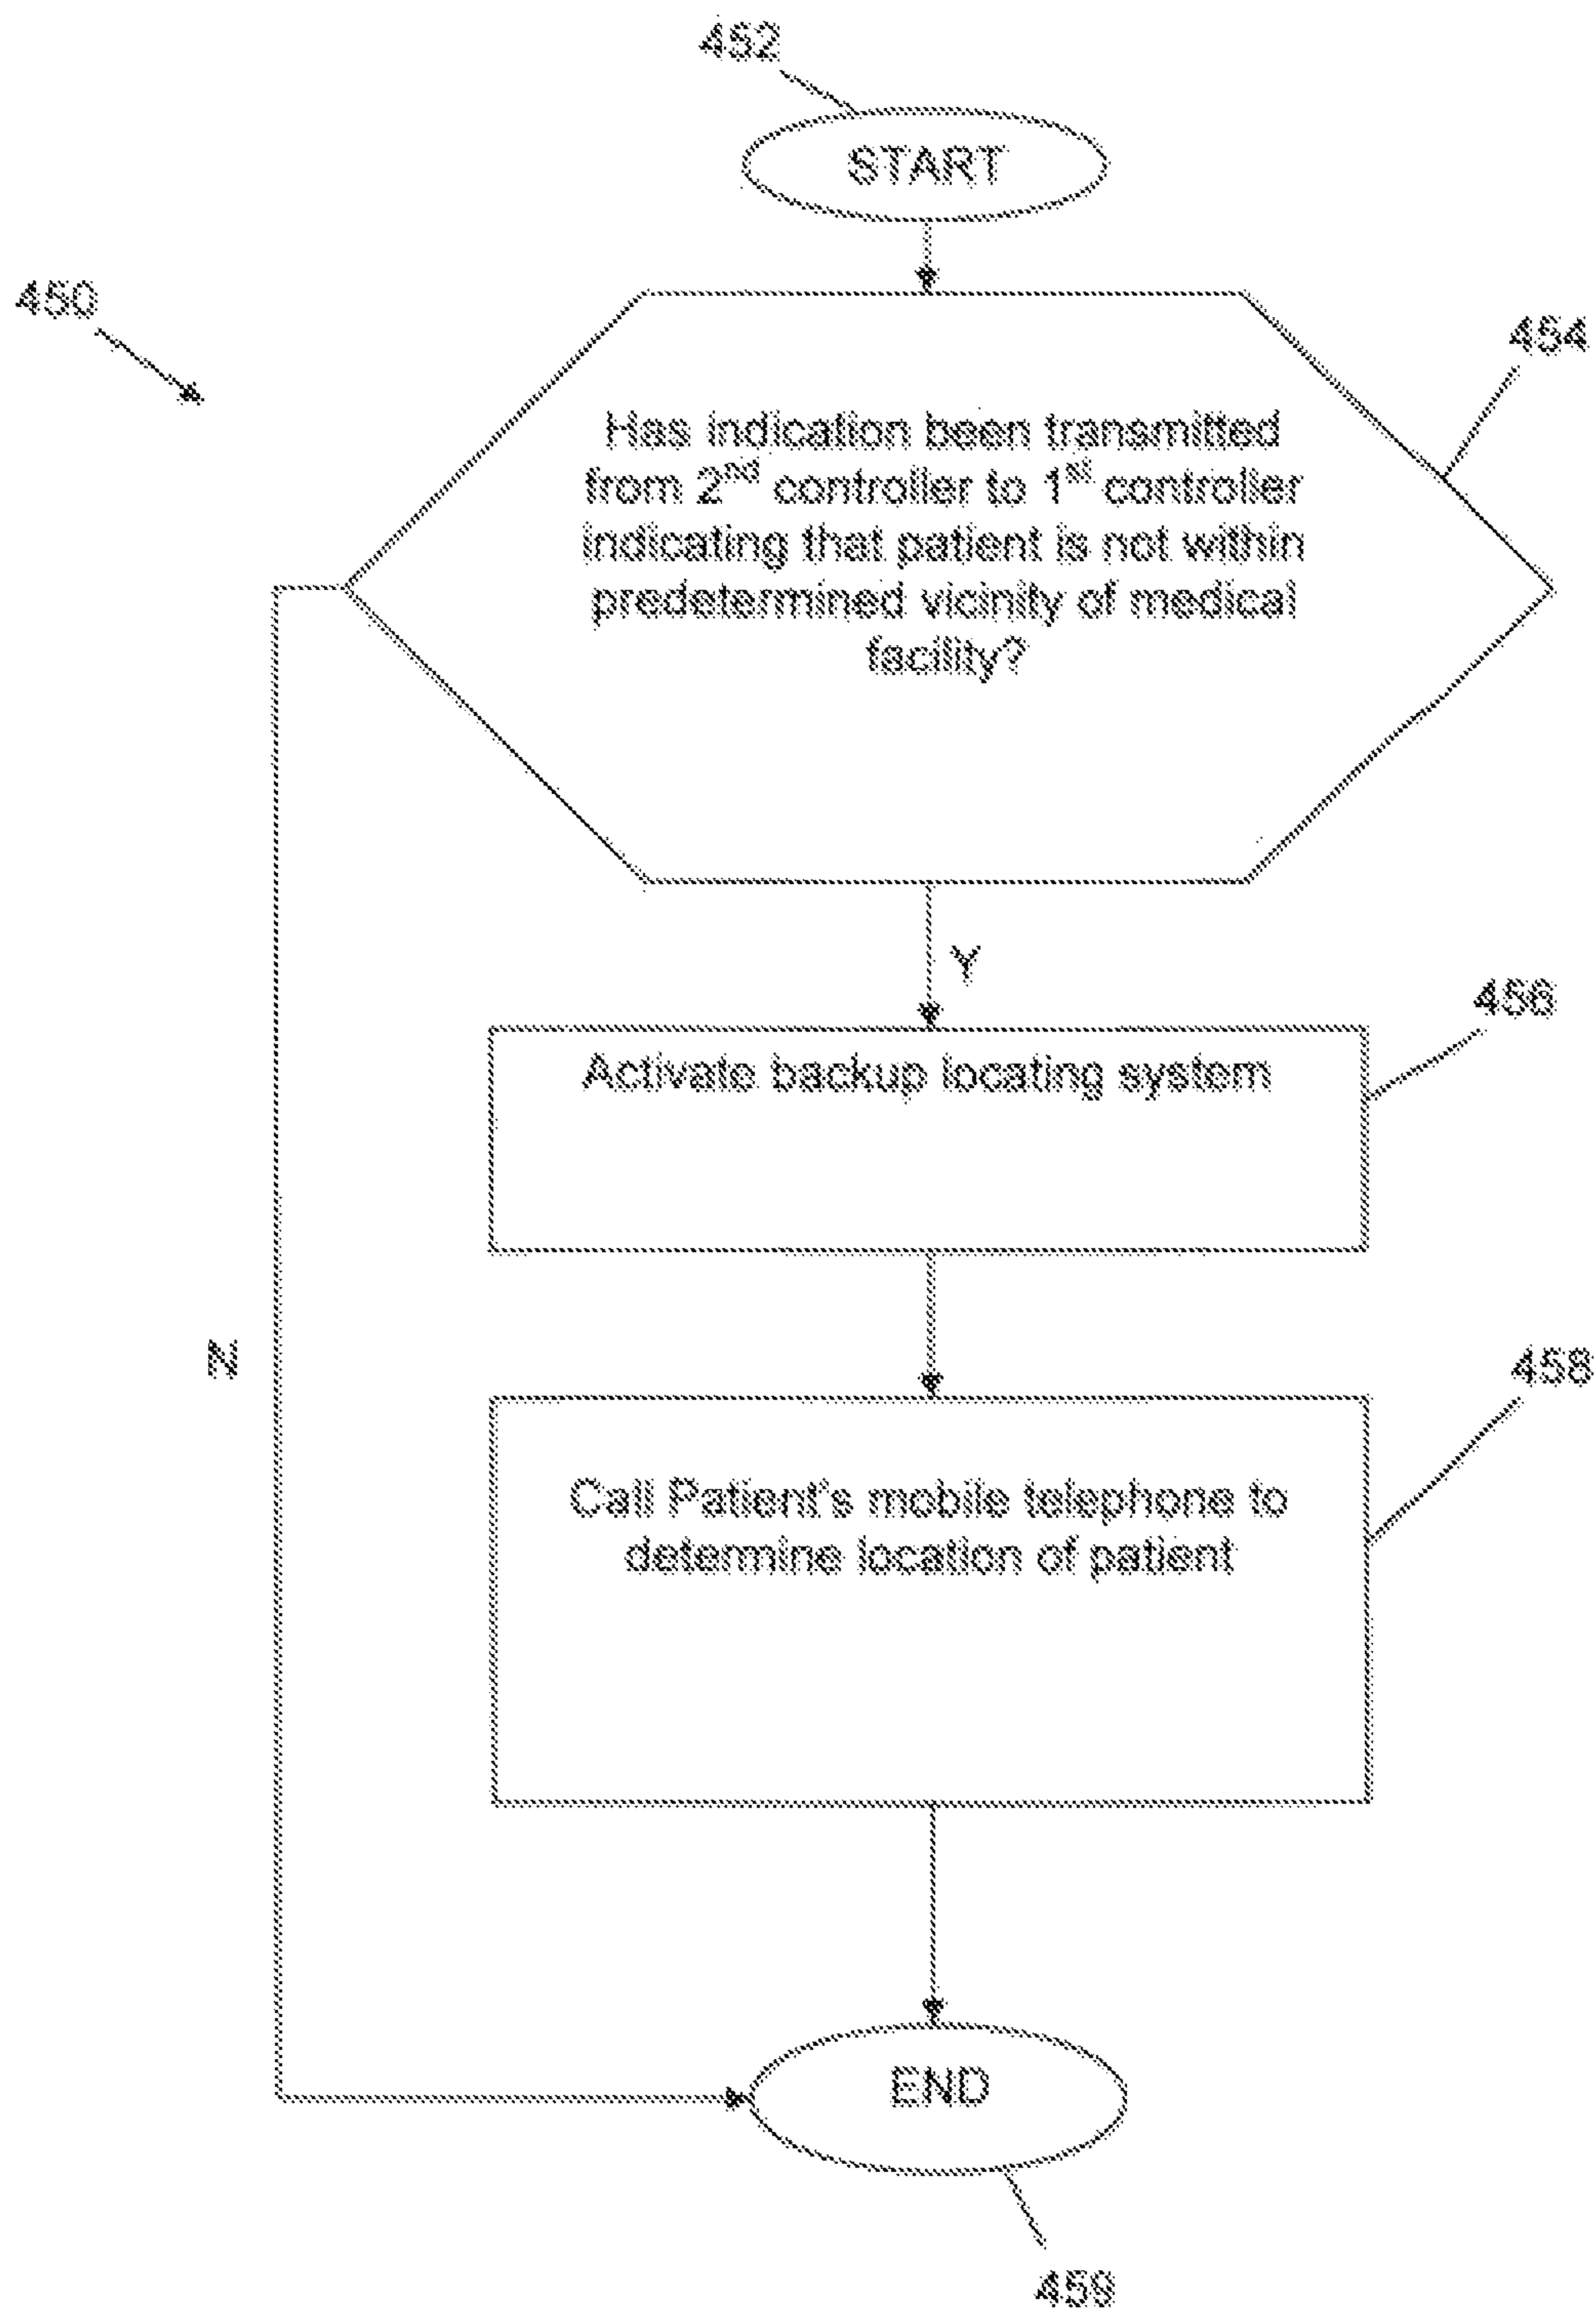 452
START
450
454
Has indication been transmitted
from 2nd controller to 1st controller
indicating that patient is not within
predetermined vicinity of medical
facility?
Y
456
Activate backup locating system
N
458
Call Patient's mobile telephone to
determine location of patient
END
459